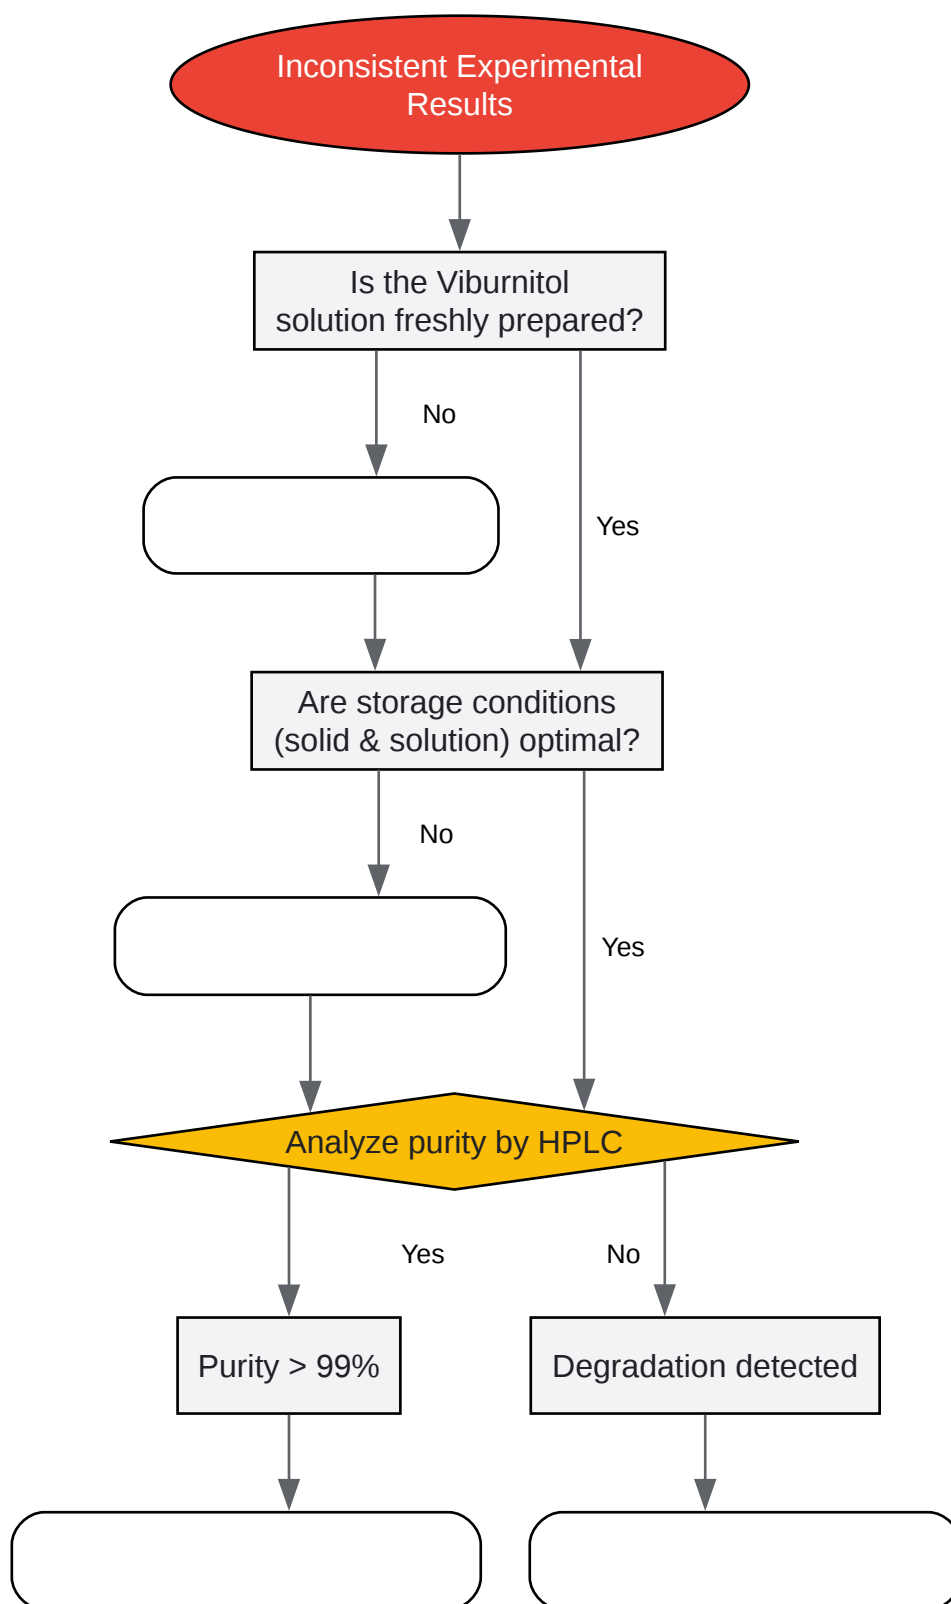 Inconsistent Experimental
Results
Is the Viburnitol
solution freshly prepared?
No
Yes
Are storage conditions
(solid & solution) optimal?
No
Yes
Analyze purity by HPLC
Yes
No
Purity > 99%
Degradation detected